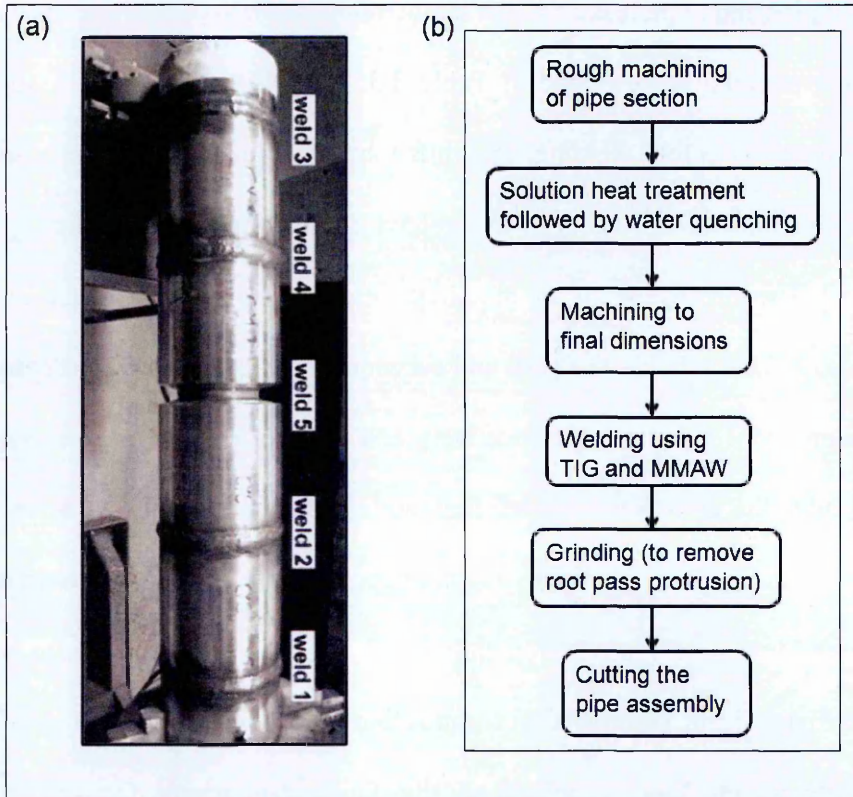 (a)
weld 3
weld 4
weld 5
weld 2
weld 1
(b)
Rough machining
of pipe section
Solution heat treatment
followed by water quenching
Machining to
final dimensions
Welding using
TIG and MMAW
Grinding (to remove
root pass protrusion)
Cutting the
pipe assembly